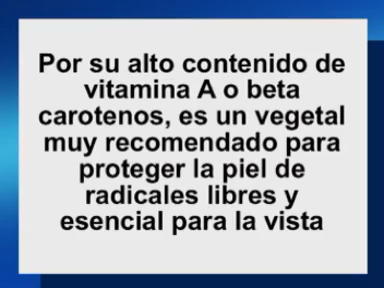 Por su alto contenido de
vitamina A o beta
carotenos, es un vegetal
muy recomendado para
proteger la piel de
radicales libres y
esencial para la vista